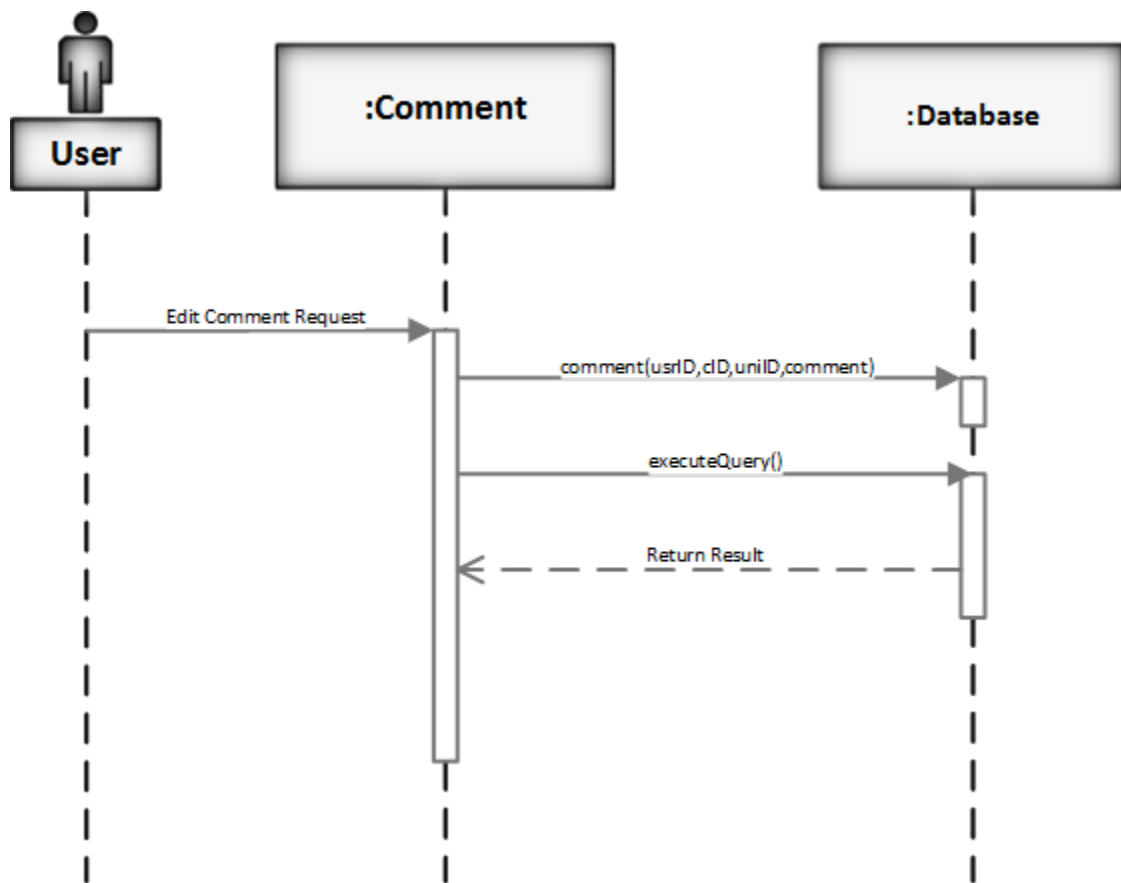 User
:Comment
:Database
Edit Comment Request
comment(usrID,cID,uniID,comment)
executeQuery()
Return Result